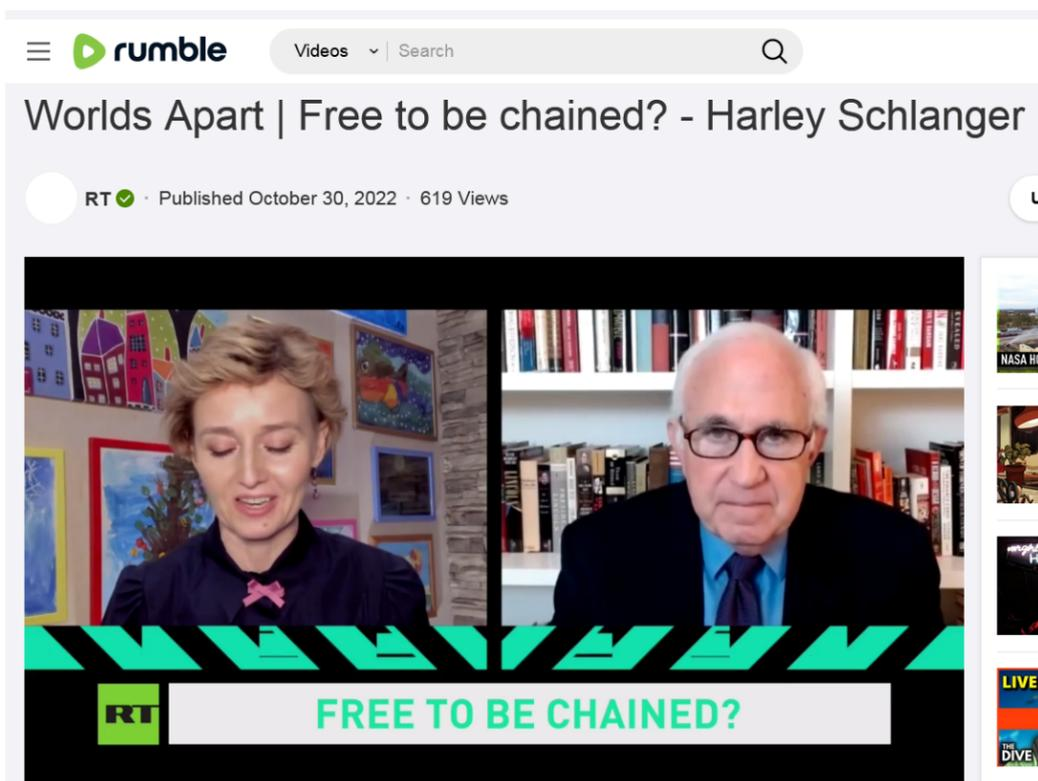 rumble
Videos
Search
Worlds Apart | Free to be chained? - Harley Schlanger
RT · Published October 30, 2022 · 619 Views
RT
FREE TO BE CHAINED?
LIVE
THE
DIVE